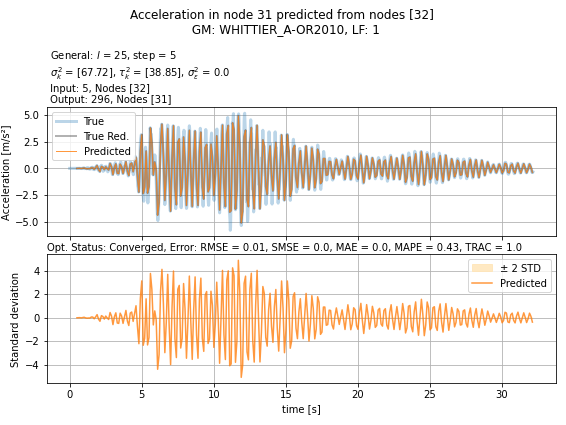 Acceleration in node 31 predicted from nodes [32]
GM: WHITTIER_A-OR2010, LF: 1
General: l = 25, step = 5
σ²ₖ = [67.72], τ²ₖ = [38.85], σ²ε = 0.0
Input: 5, Nodes [32]
Output: 296, Nodes [31]
Acceleration [m/s²]
5.0
2.5
0.0
−2.5
−5.0
True
True Red.
Predicted
Opt. Status: Converged, Error: RMSE = 0.01, SMSE = 0.0, MAE = 0.0, MAPE = 0.43, TRAC = 1.0
Standard deviation
4
2
0
−2
−4
± 2 STD
Predicted
0 5 10 15 20 25 30
time [s]